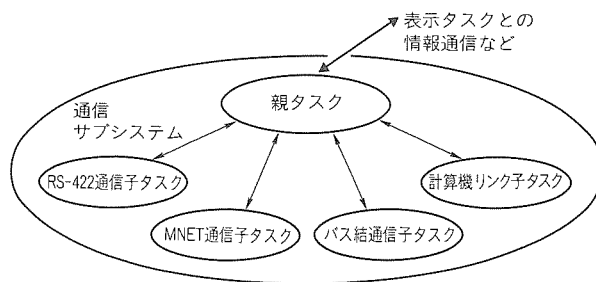 表示タスクとの
情報通信など
親タスク
通信
サブシステム
RS-422通信子タスク
計算機リンク子タスク
MNET通信子タスク
バス結通信子タスク